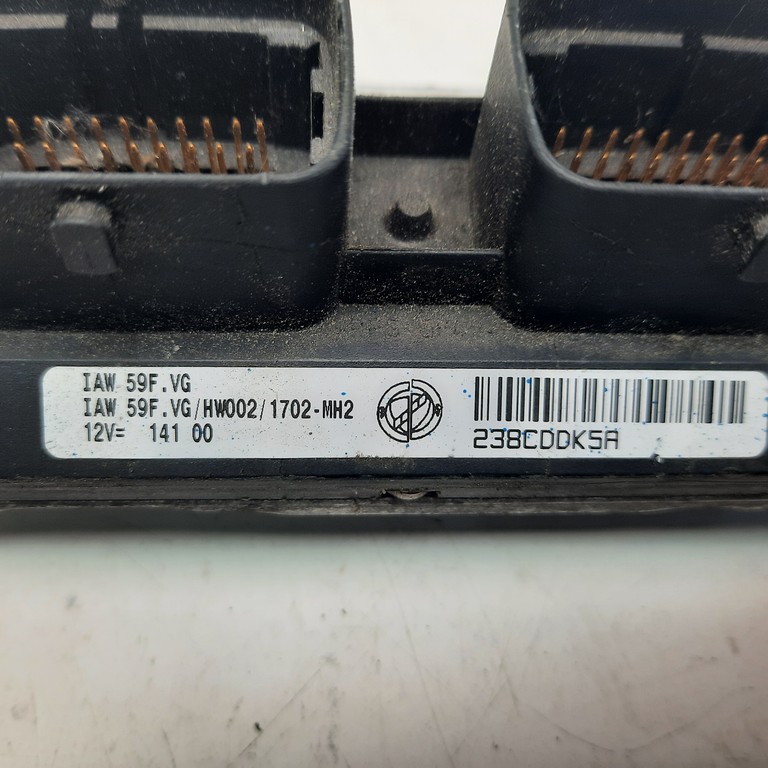 IAW 59F.VG
IAW 59F.VG/HW002/1702-MH2
12V= 141 00
238CDDK5A